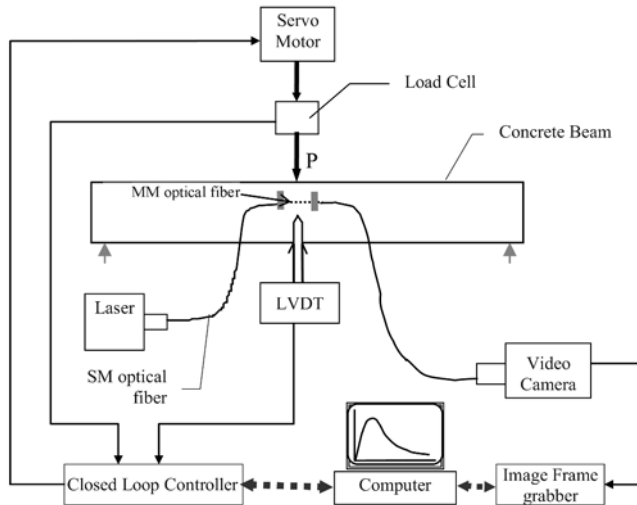 Servo
Motor
Load Cell
Concrete Beam
P
MM optical fiber
Laser
LVDT
SM optical
fiber
Video
Camera
Closed Loop Controller
Computer
Image Frame
grabber